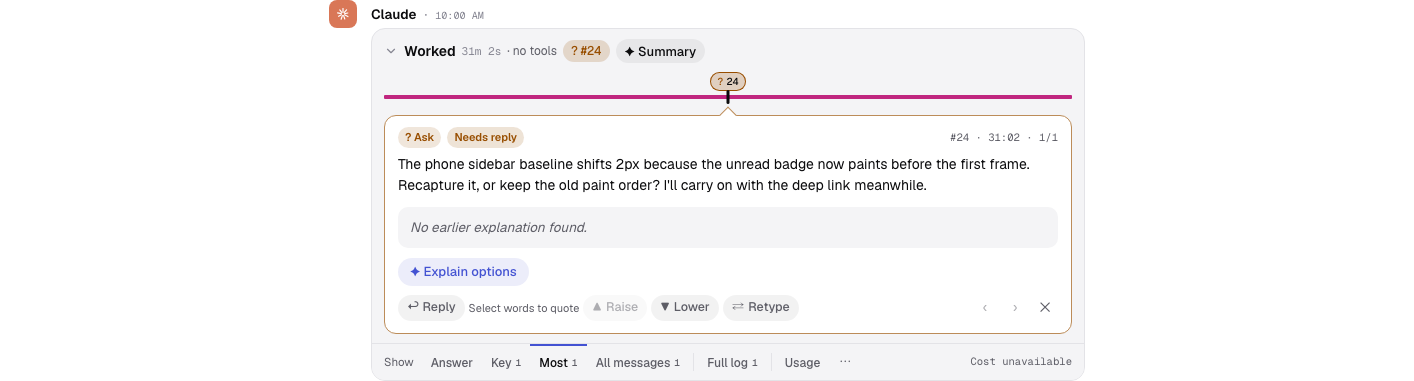 Claude · 10:00 AM
Worked 31m 2s · no tools ? #24 Summary
? 24
? Ask Needs reply #24 · 31:02 · 1/1
The phone sidebar baseline shifts 2px because the unread badge now paints before the first frame.
Recapture it, or keep the old paint order? I'll carry on with the deep link meanwhile.
No earlier explanation found.
Explain options
Reply Select words to quote Raise Lower Retype
Show Answer Key 1 Most 1 All messages 1 Full log 1 Usage ··· Cost unavailable